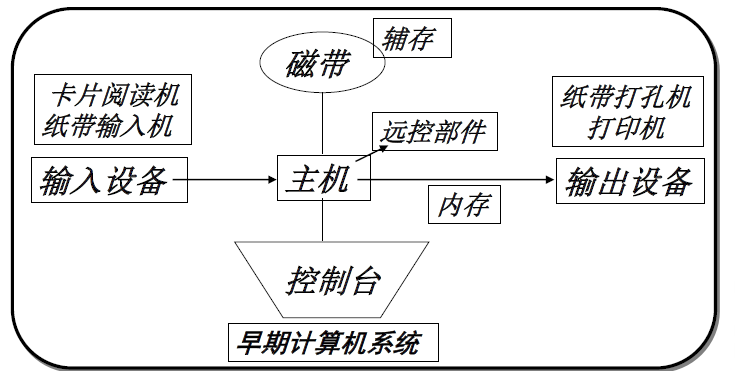 辅存
磁带
卡片阅读机
纸带输入机
纸带打孔机
打印机
远控部件
输入设备
主机
输出设备
内存
控制台
早期计算机系统